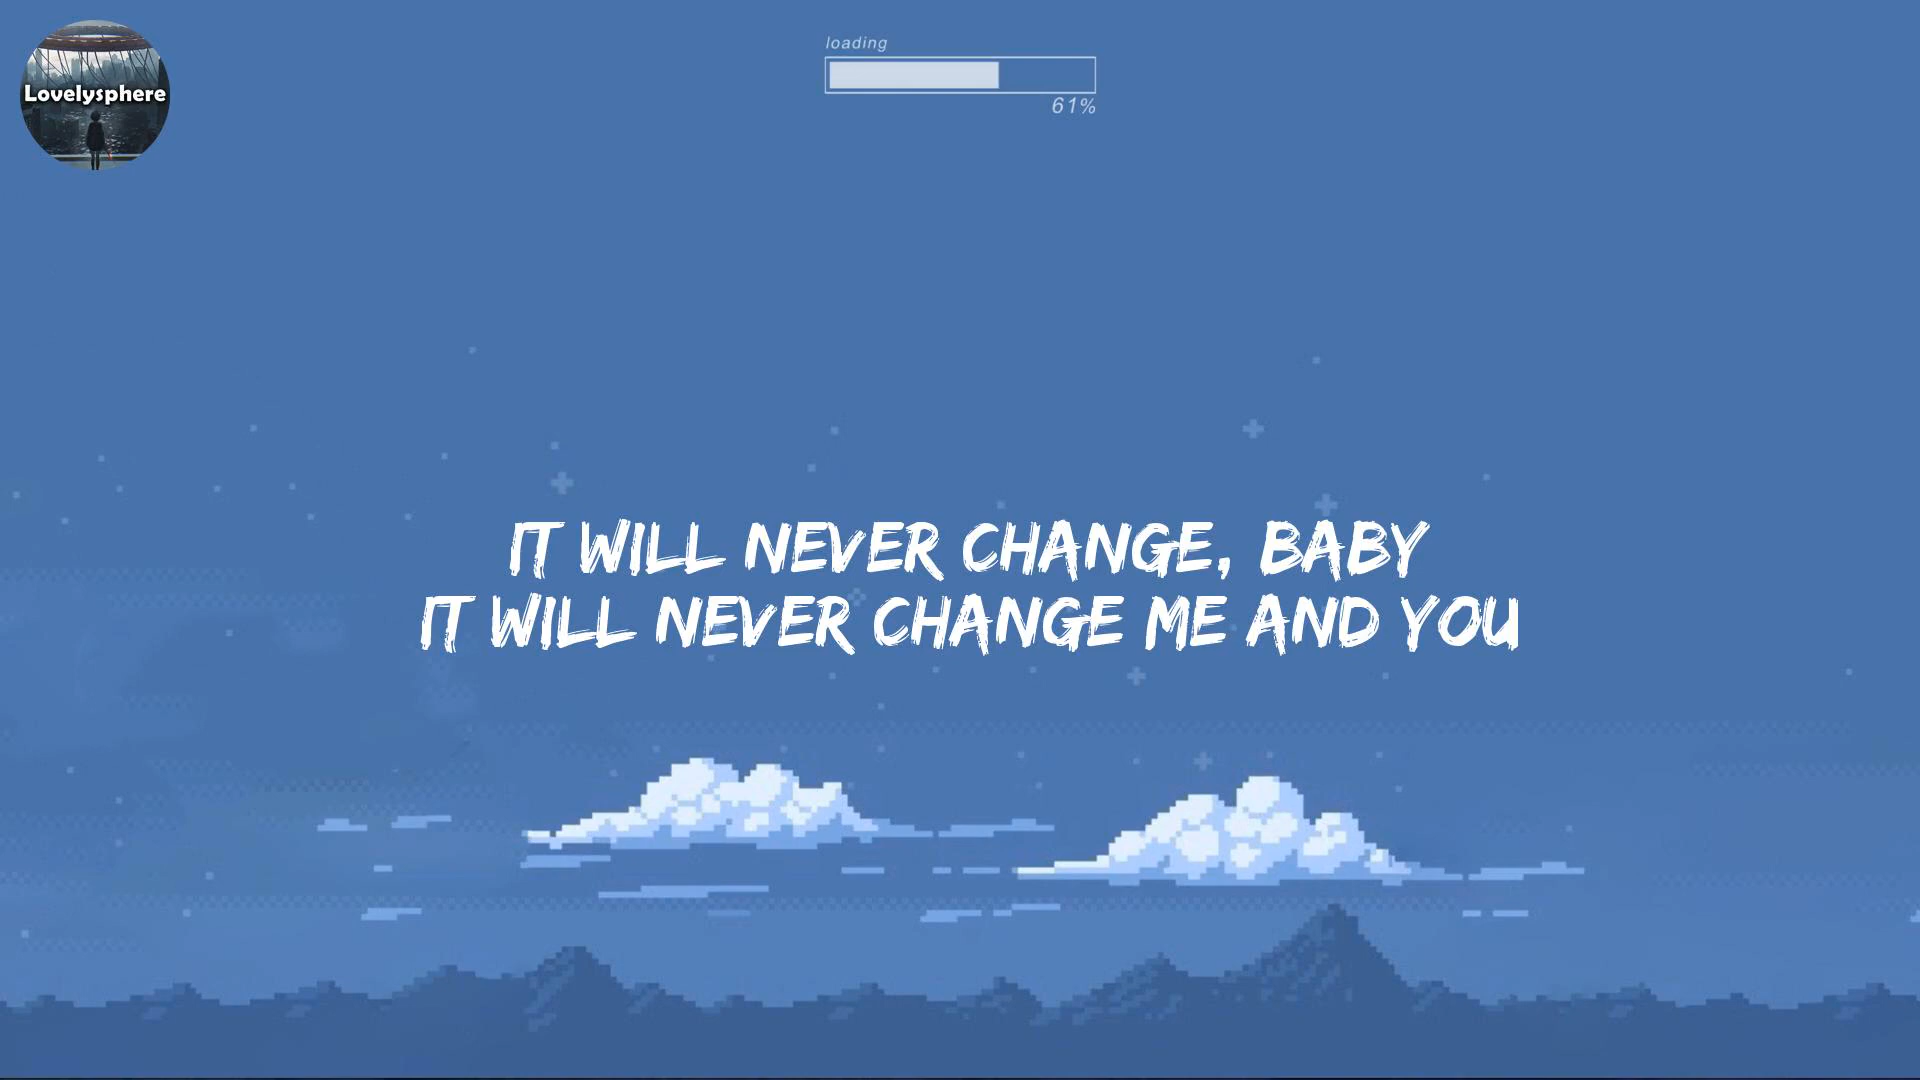 Lovelysphere
loading
61%
IT WILL NEVER CHANGE, BABY
IT WILL NEVER CHANGE ME AND YOU